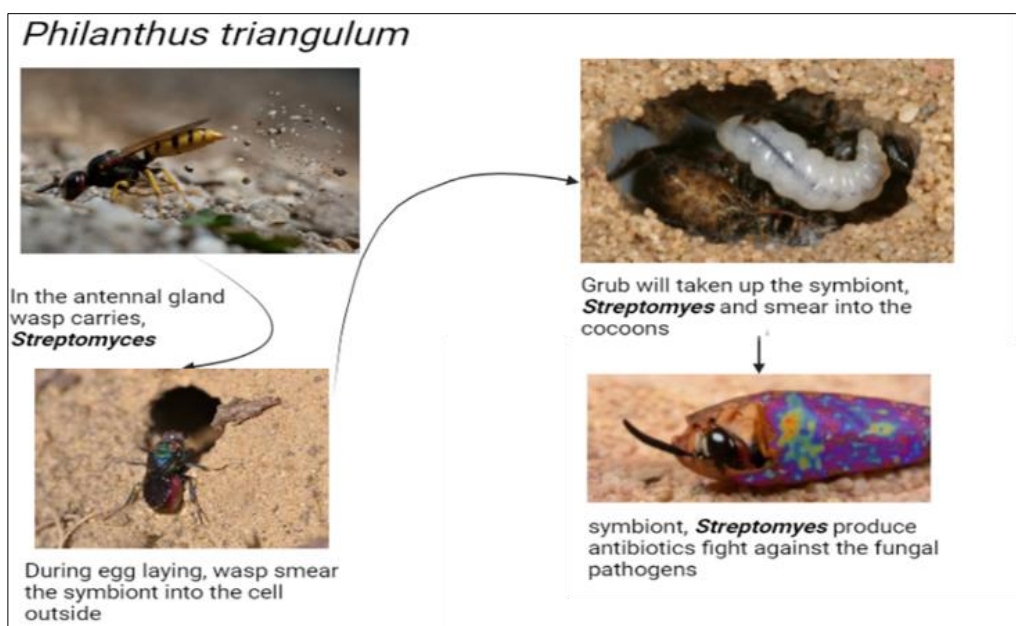 Philanthus triangulum
In the antennal gland
wasp carries,
Streptomyces
During egg laying, wasp smear
the symbiont into the cell
outside
Grub will taken up the symbiont,
Streptomyes and smear into the
cocoons
symbiont, Streptomyes produce
antibiotics fight against the fungal
pathogens